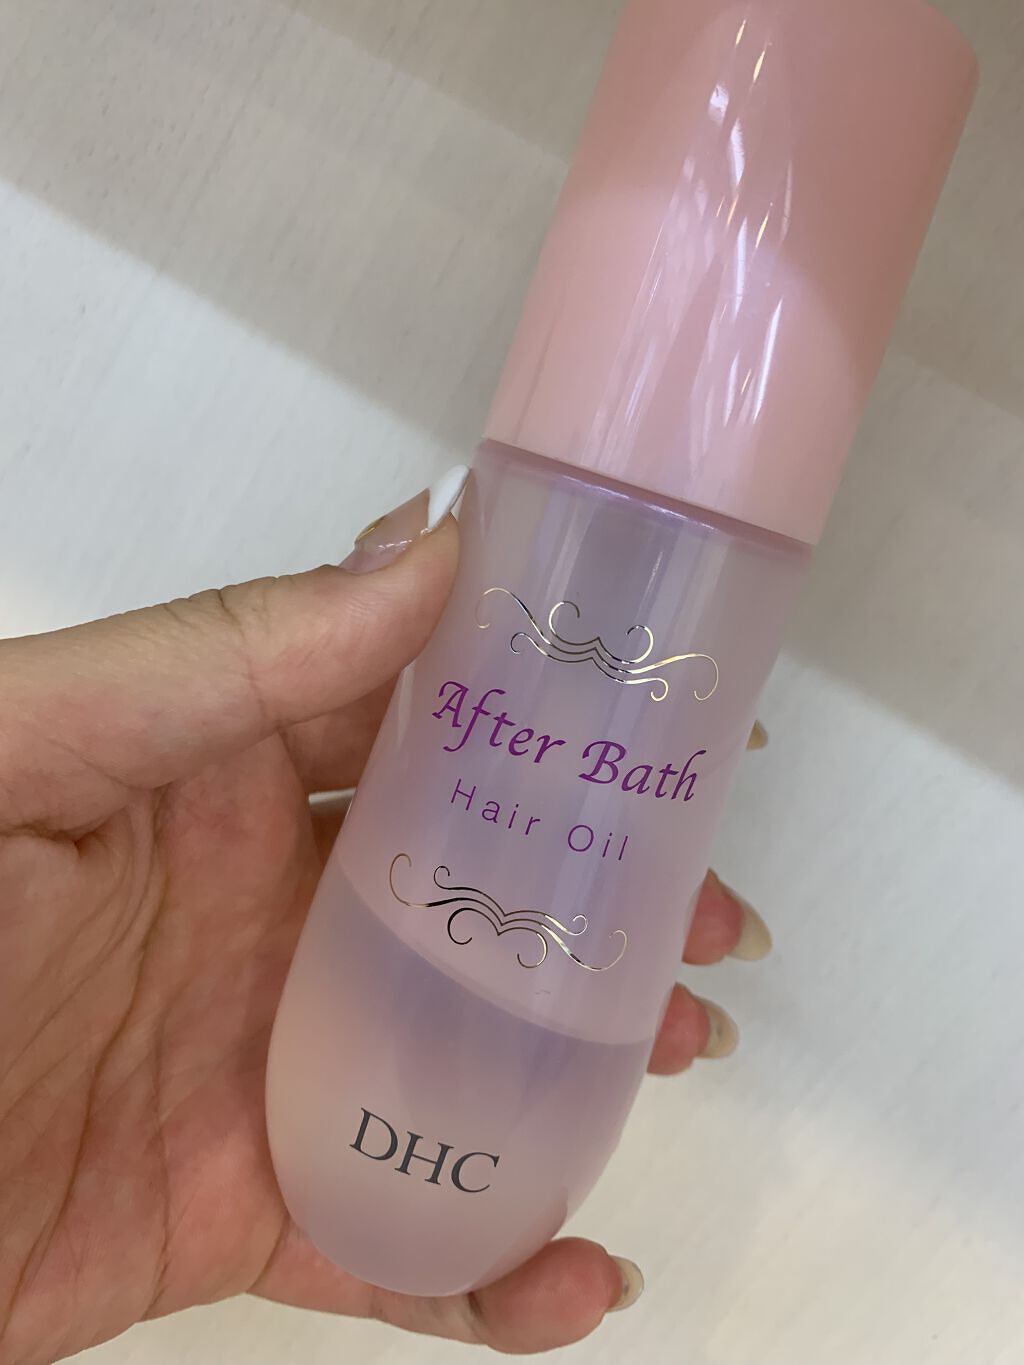 After Bath
Hair Oil
DHC